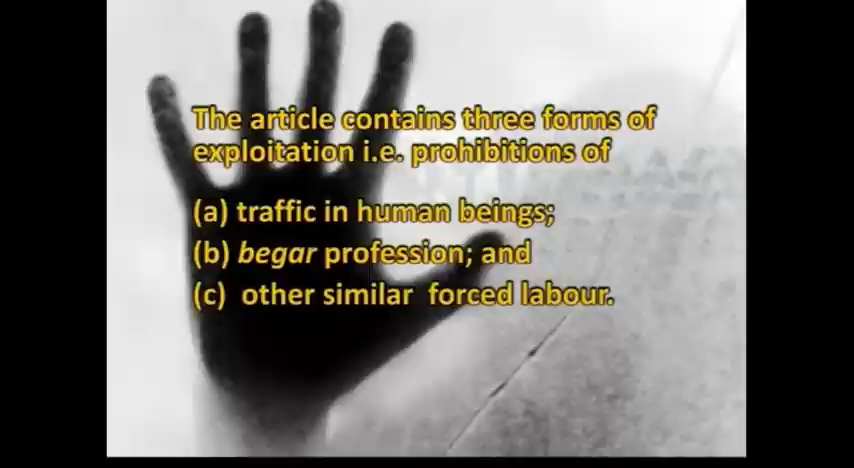 The article contains three forms of
exploitation i.e. prohibitions of
(a) traffic in human beings;
(b) begar profession; and
(c) other similar forced labour.